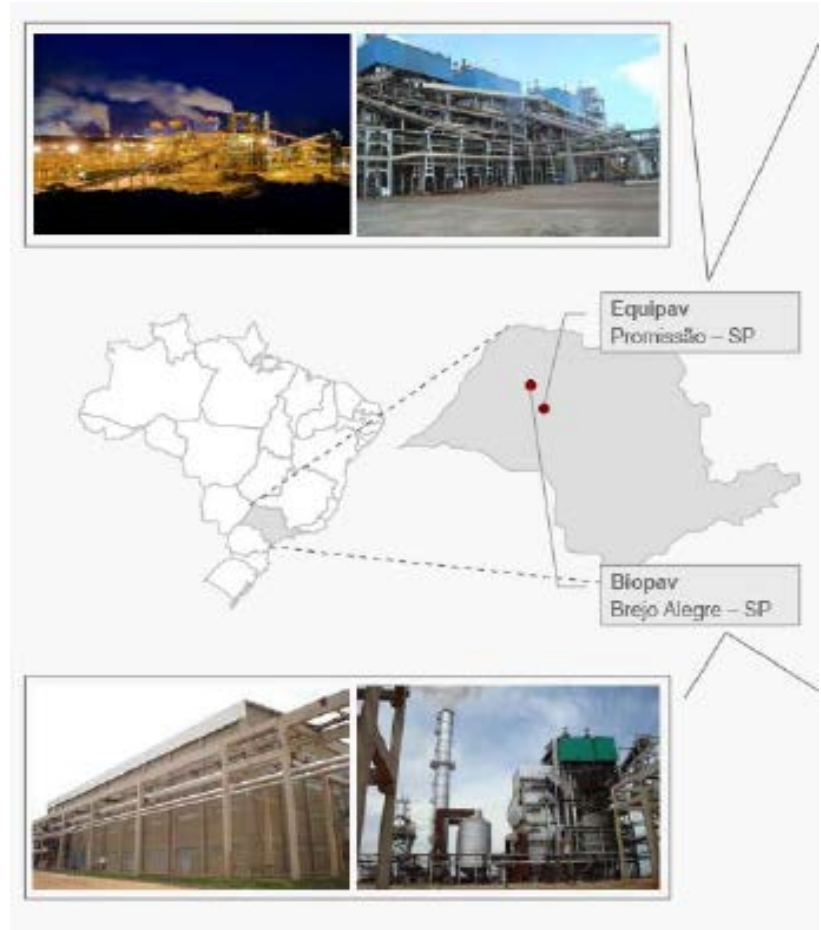 Equipav
Promissão – SP
Biopav
Brejo Alegre – SP